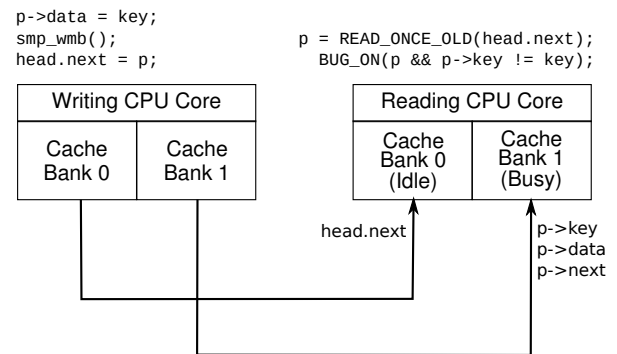 p->data = key;
smp_wmb();
head.next = p;
p = READ_ONCE_OLD(head.next);
BUG_ON(p && p->key != key);
Writing CPU Core
Cache
Bank 0
Cache
Bank 1
Reading CPU Core
Cache
Bank 0
(Idle)
Cache
Bank 1
(Busy)
head.next
p->key
p->data
p->next